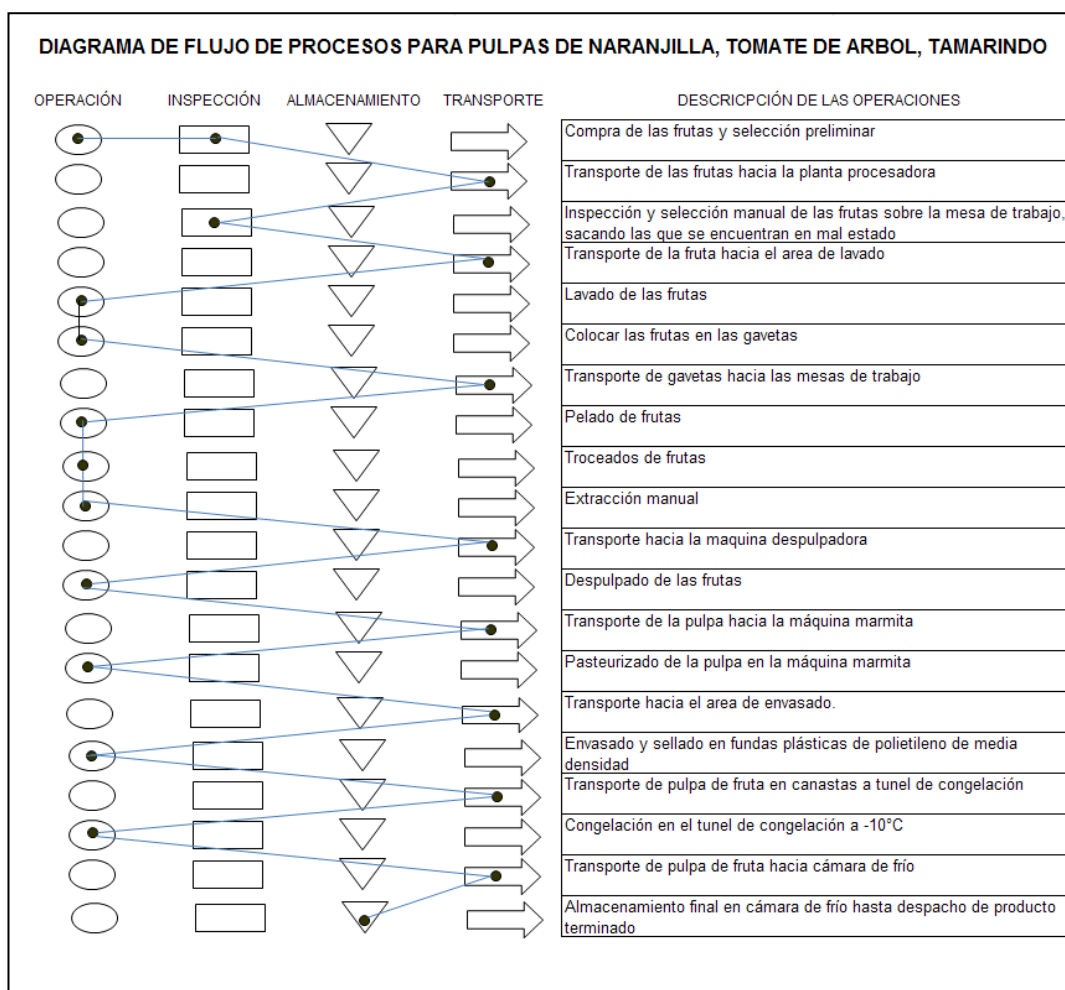 DIAGRAMA DE FLUJO DE PROCESOS PARA PULPAS DE NARANJILLA, TOMATE DE ARBOL, TAMARINDO
OPERACIÓN INSPECCIÓN ALMACENAMIENTO TRANSPORTE DESCRICPCIÓN DE LAS OPERACIONES
Compra de las frutas y selección preliminar
Transporte de las frutas hacia la planta procesadora
Inspección y selección manual de las frutas sobre la mesa de trabajo,
sacando las que se encuentran en mal estado
Transporte de la fruta hacia el area de lavado
Lavado de las frutas
Colocar las frutas en las gavetas
Transporte de gavetas hacia las mesas de trabajo
Pelado de frutas
Troceados de frutas
Extracción manual
Transporte hacia la maquina despulpadora
Despulpado de las frutas
Transporte de la pulpa hacia la máquina marmita
Pasteurizado de la pulpa en la máquina marmita
Transporte hacia el area de envasado.
Envasado y sellado en fundas plásticas de polietileno de media
densidad
Transporte de pulpa de fruta en canastas a tunel de congelación
Congelación en el tunel de congelación a -10°C
Transporte de pulpa de fruta hacia cámara de frío
Almacenamiento final en cámara de frío hasta despacho de producto
terminado